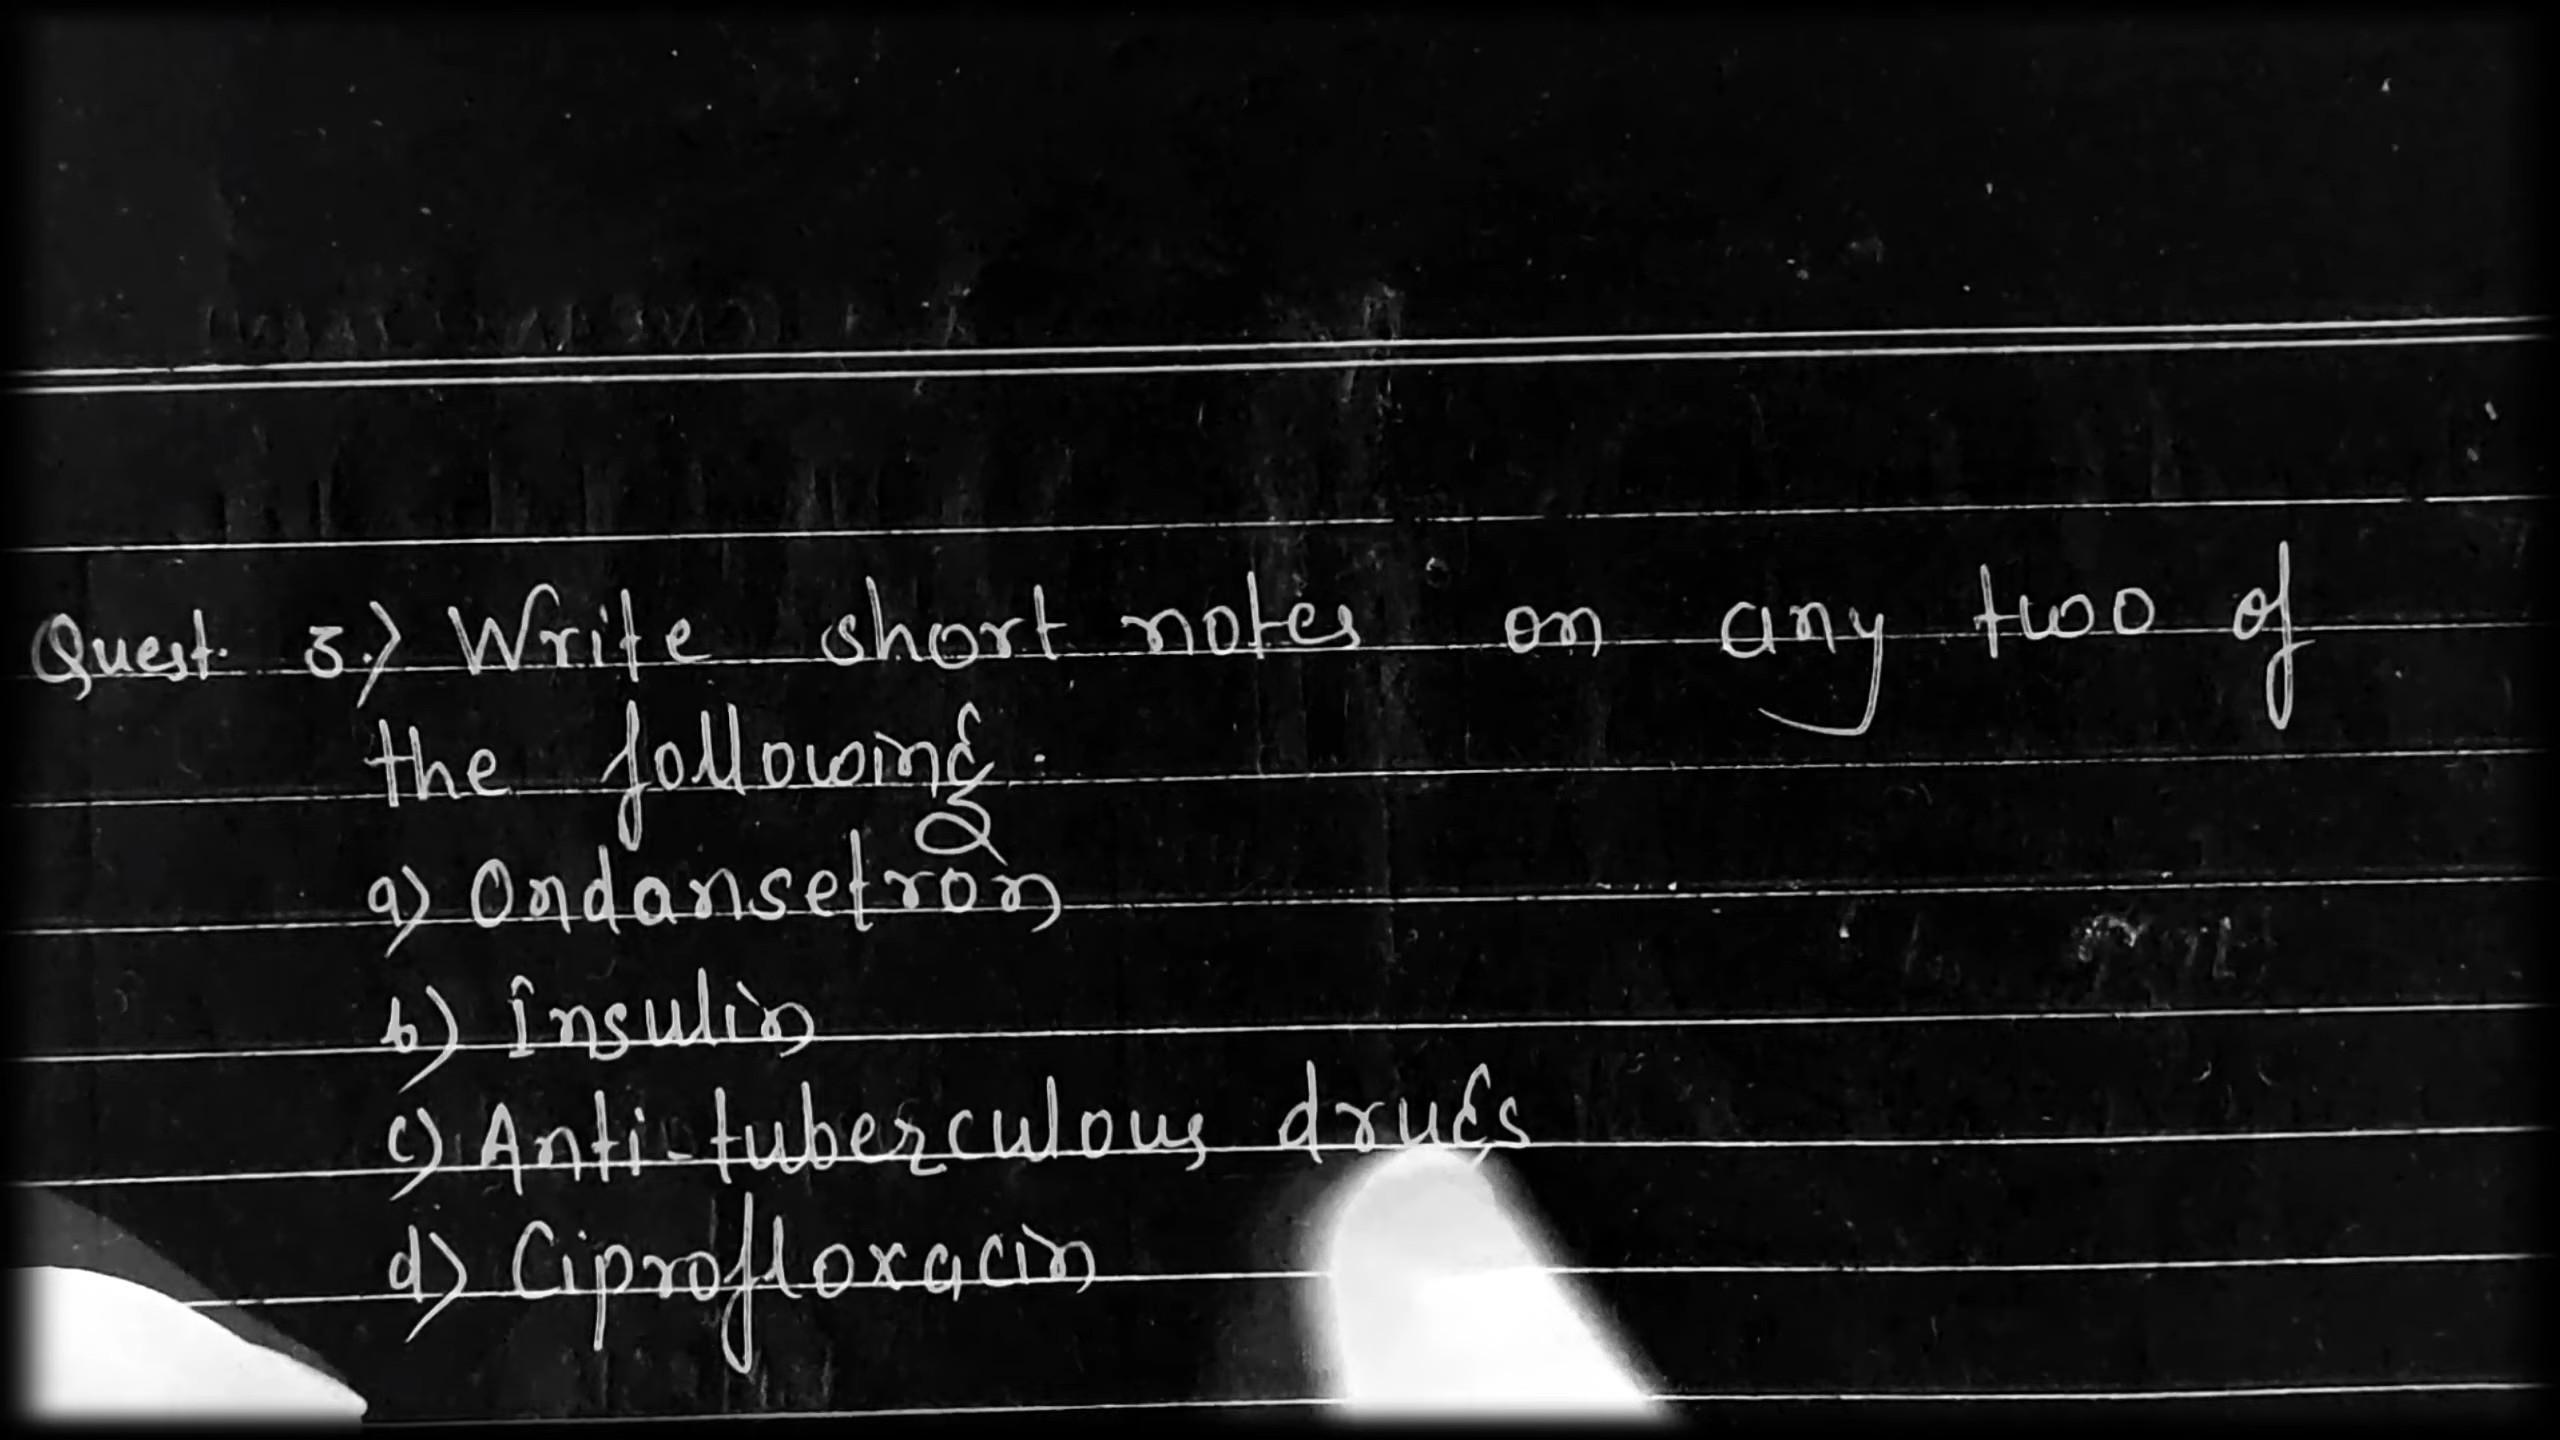 Quest. 3.) Write short notes on any two of
the following.
a) Ondansetron
b) Insulin
c) Anti-tuberculous drugs
d) Ciprofloxacin